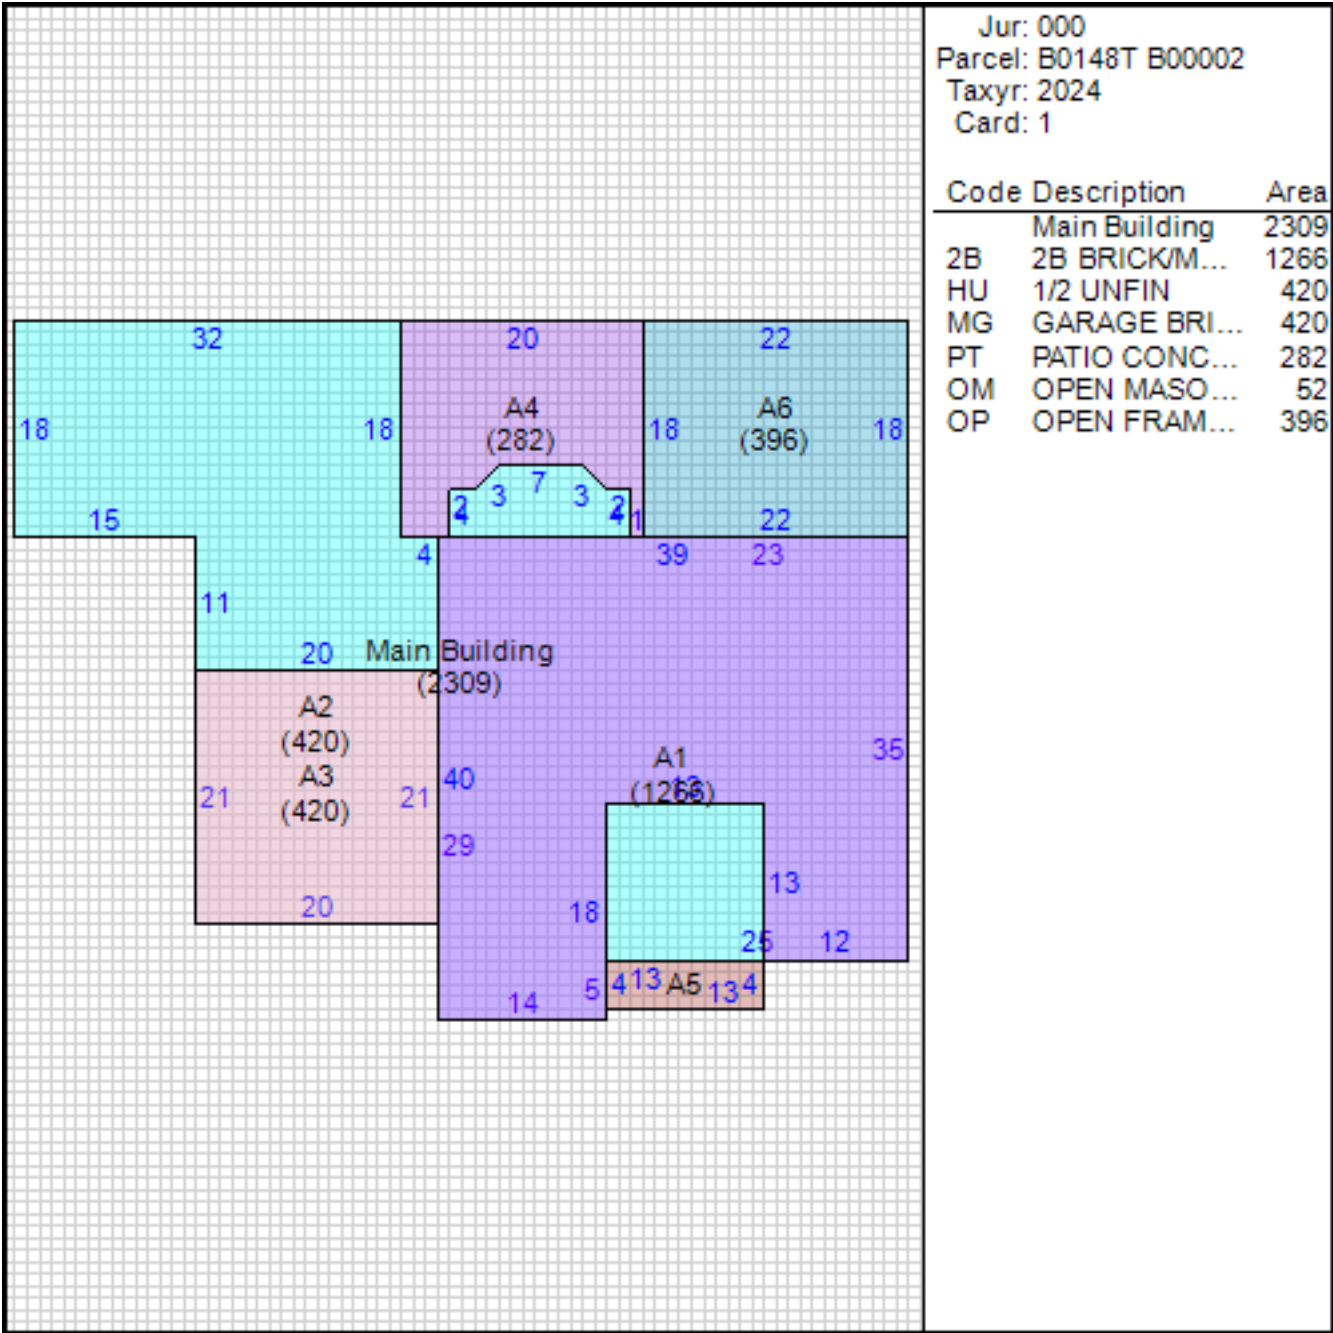 Jur: 000
Parcel: B0148T B00002
Taxyr: 2024
Card: 1
Code Description Area
Main Building 2309
2B 2B BRICK/M... 1266
HU 1/2 UNFIN 420
MG GARAGE BRI... 420
PT PATIO CONC... 282
OM OPEN MASO... 52
OP OPEN FRAM... 396
32 20 22
A4 A6
18 18 (282) 18 (396) 18
7
3 3
2 2
4 4 1
15 22
4 39 23
11
20 Main Building
(2309)
A2
(420)
A3 A1 35
(420) (1266)
21 21 40
29
13
20 18
25 12
5 4 13 A5 13 4
14